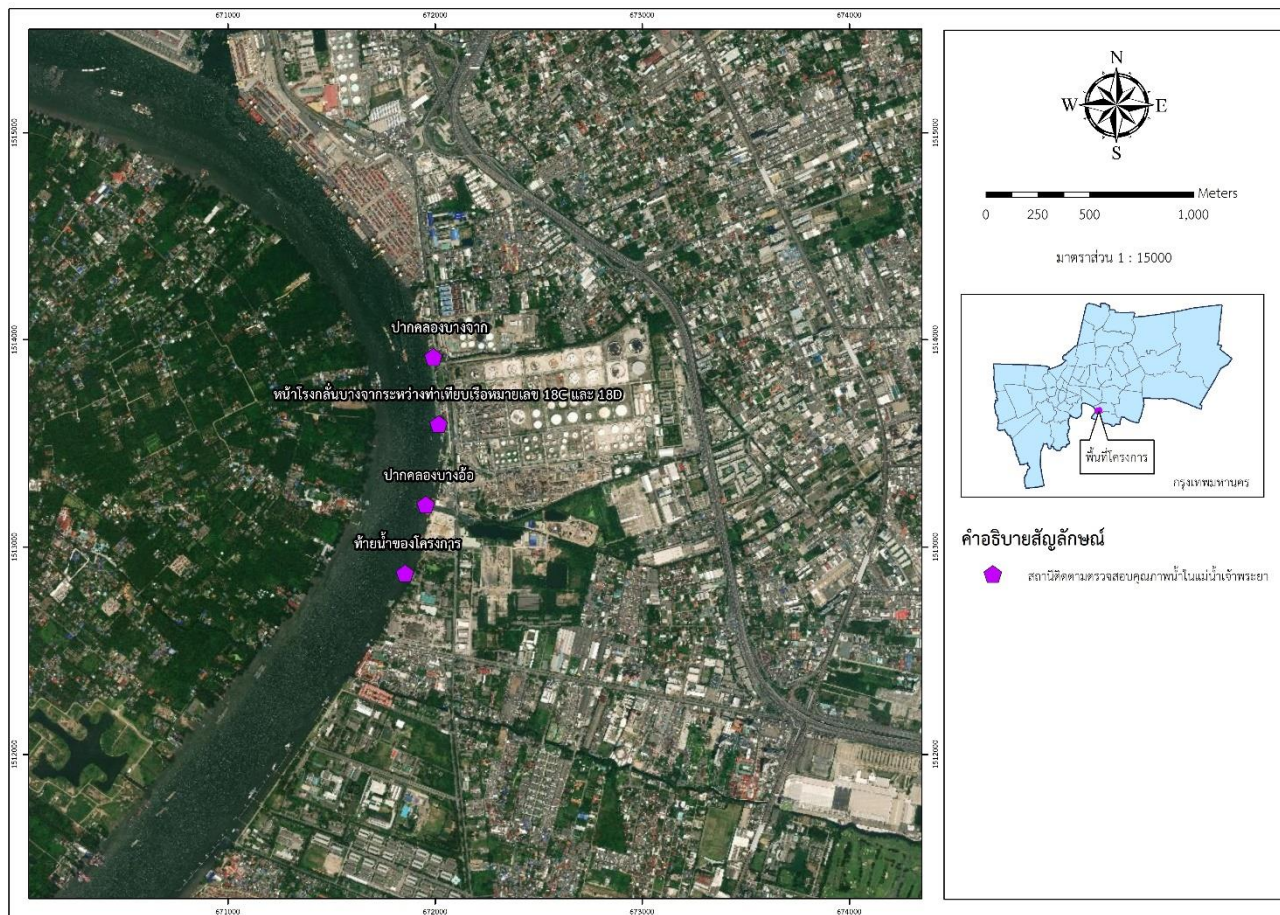 671000 672000 673000 674000
1515000 1515000
1514000 1514000
1513000 1513000
1512000 1512000
ปากคลองบางจาก
หน้าโรงกลั่นบางจากระหว่างท่าเทียบเรือหมายเลข 18C และ 18D
ปากคลองบางอ้อ
ท้ายน้ำของโครงการ
671000 672000 673000 674000
N
W E
S
Meters
0 250 500 1,000
มาตราส่วน 1 : 15000
พื้นที่โครงการ
กรุงเทพมหานคร
คำอธิบายสัญลักษณ์
สถานีติดตามตรวจสอบคุณภาพน้ำในแม่น้ำเจ้าพระยา